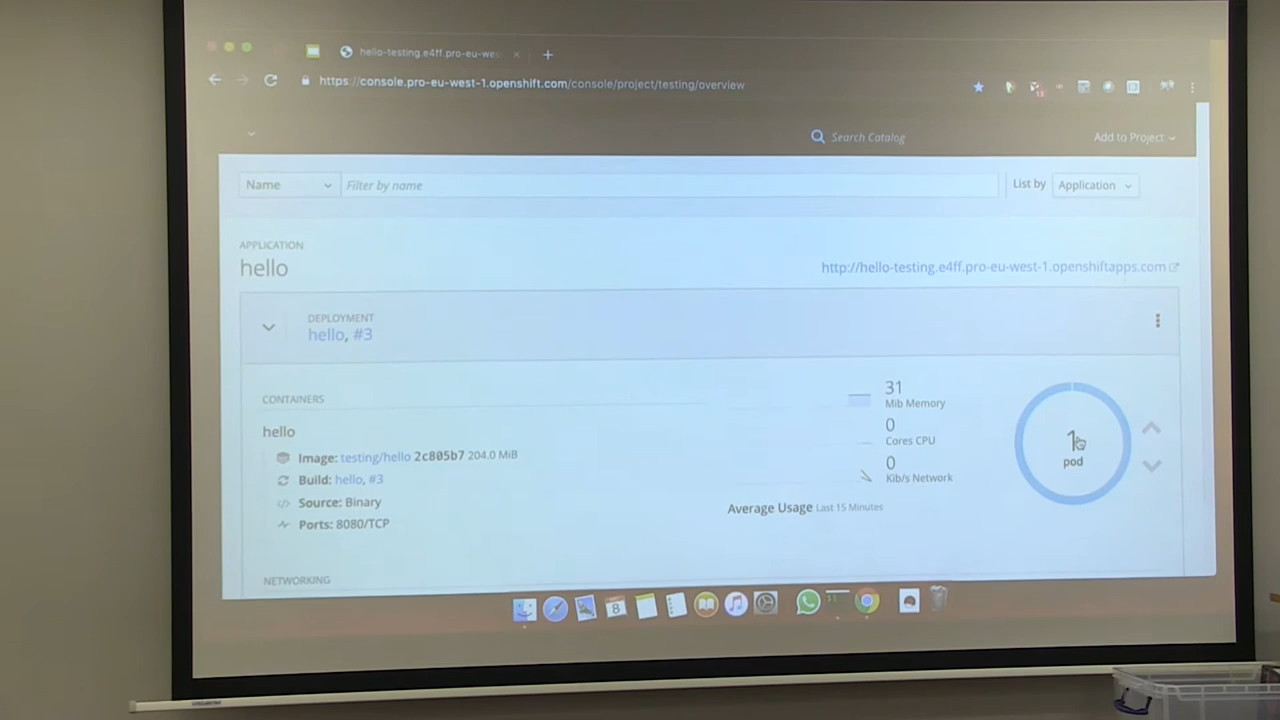 hello-testing.e4ff.pro-eu-wes
https://console.pro-eu-west-1.openshift.com/console/project/testing/overview
Search Catalog
Add to Project
Name
Filter by name
List by
Application
APPLICATION
hello
http://hello-testing.e4ff.pro-eu-west-1.openshiftapps.com
DEPLOYMENT
hello, #3
CONTAINERS
hello
Image: testing/hello 2c805b7 204.0 MiB
Build: hello, #3
Source: Binary
Ports: 8080/TCP
31
Mib Memory
0
Cores CPU
0
Kib/s Network
Average Usage Last 15 Minutes
1
pod
NETWORKING
8